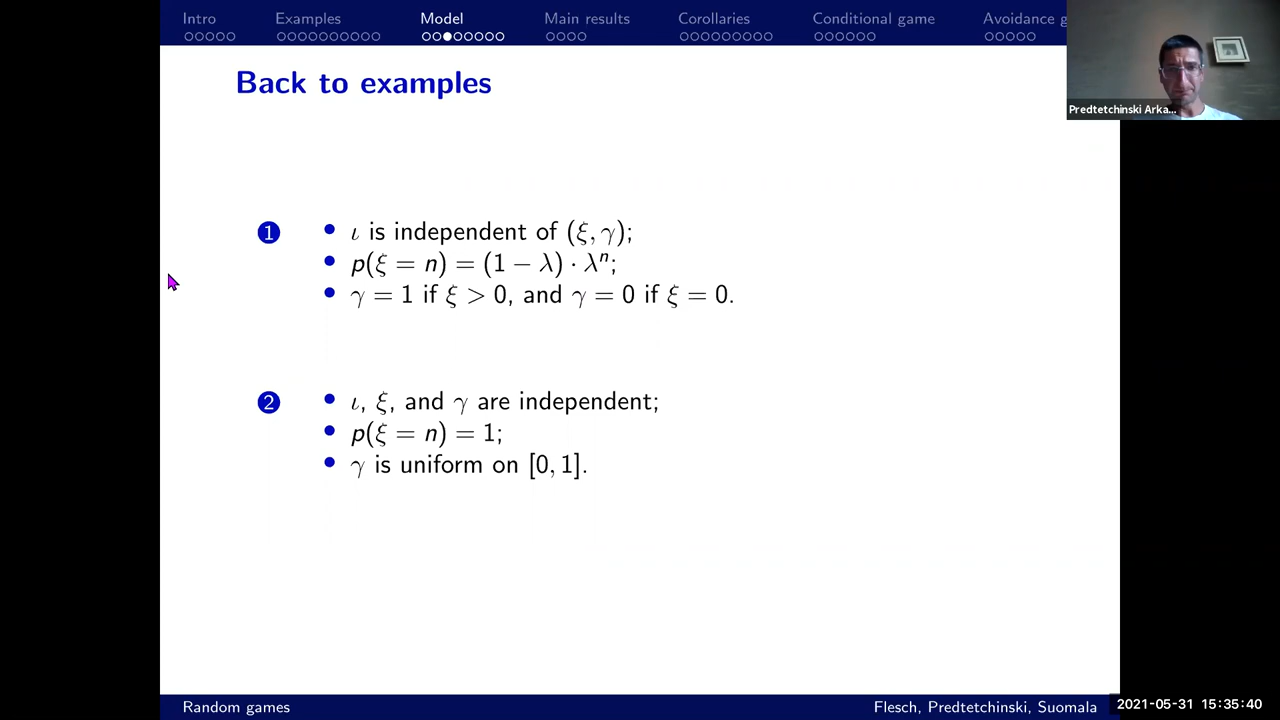 Intro Examples Model Main results Corollaries Conditional game Avoidance g
Predtetchinski Arka...
Back to examples
1 • ι is independent of (ξ, γ);
• p(ξ = n) = (1 − λ) · λⁿ;
• γ = 1 if ξ > 0, and γ = 0 if ξ = 0.
2 • ι, ξ, and γ are independent;
• p(ξ = n) = 1;
• γ is uniform on [0, 1].
Random games Flesch, Predtetchinski, Suomala 2021-05-31 15:35:40